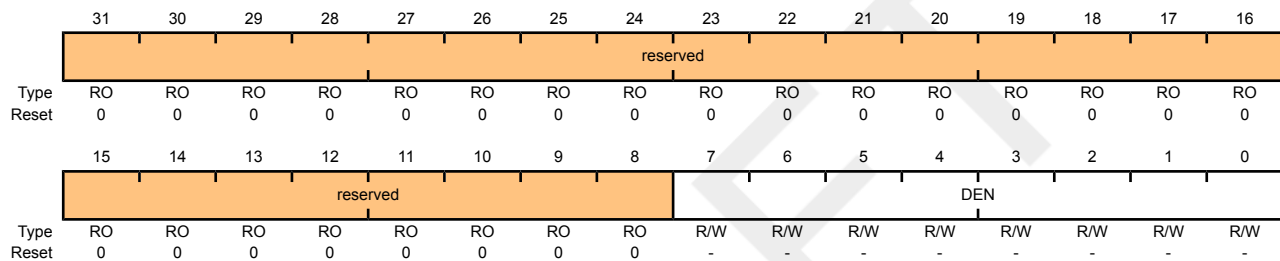 31 30 29 28 27 26 25 24 23 22 21 20 19 18 17 16
reserved
Type RO RO RO RO RO RO RO RO RO RO RO RO RO RO RO RO
Reset 0 0 0 0 0 0 0 0 0 0 0 0 0 0 0 0
15 14 13 12 11 10 9 8 7 6 5 4 3 2 1 0
reserved DEN
Type RO RO RO RO RO RO RO RO R/W R/W R/W R/W R/W R/W R/W R/W
Reset 0 0 0 0 0 0 0 0 - - - - - - - -